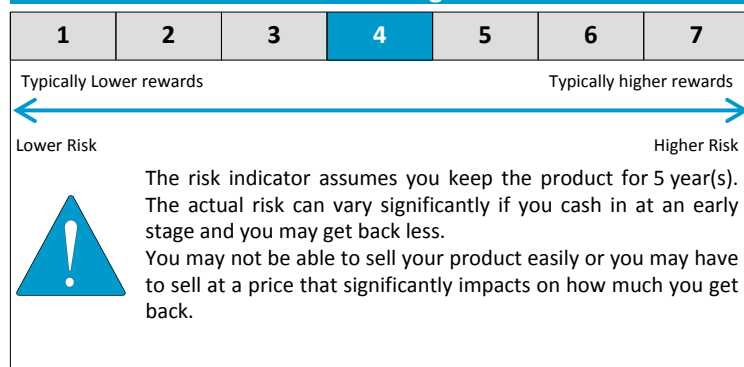 1 2 3 4 5 6 7
Typically Lower rewards Typically higher rewards
Lower Risk Higher Risk
The risk indicator assumes you keep the product for 5 year(s).
The actual risk can vary significantly if you cash in at an early
stage and you may get back less.
You may not be able to sell your product easily or you may have
to sell at a price that significantly impacts on how much you get
back.